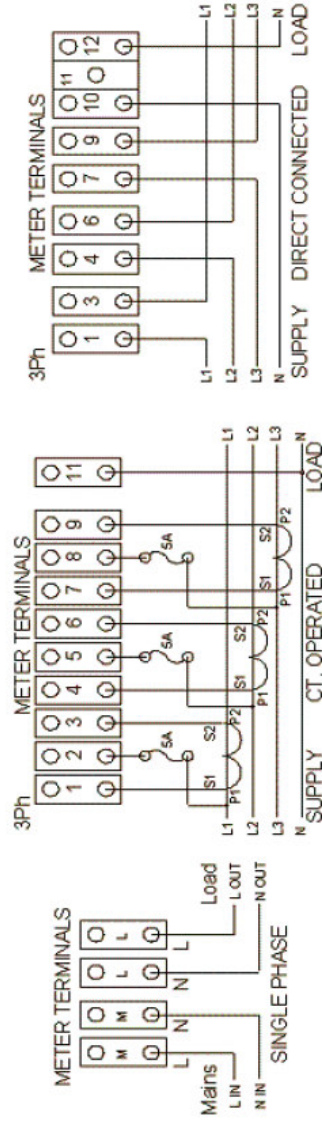 METER TERMINALS
M M L L
L N N L
Mains Load
L IN L OUT
N IN N OUT
SINGLE PHASE
3Ph METER TERMINALS
1 2 3 4 5 6 7 8 9 11
5A 5A 5A
S1 S2 S1 S2 S1 S2
L1 P1 P2 L1
L2 P1 P2 L2
L3 P1 P2 L3
N N
SUPPLY CT. OPERATED LOAD
3Ph METER TERMINALS
1 3 4 6 7 9 10 11 12
L1 L1
L2 L2
L3 L3
N N
SUPPLY DIRECT CONNECTED LOAD